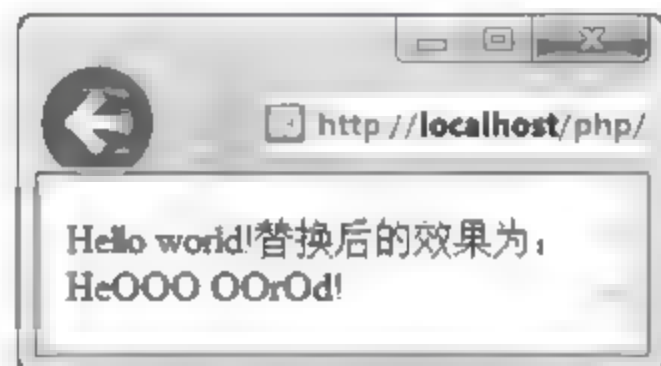 http://localhost/php/
Hello world!替换后的效果为：
HeOOO OOrOd!